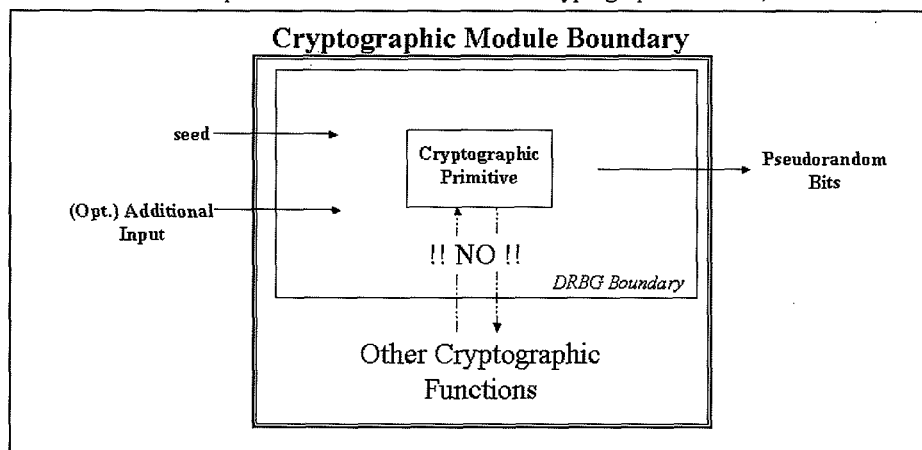 Cryptographic Module Boundary
seed
Cryptographic
Primitive
Pseudorandom
Bits
(Opt.) Additional
Input
!! NO !!
DRBG Boundary
Other Cryptographic
Functions